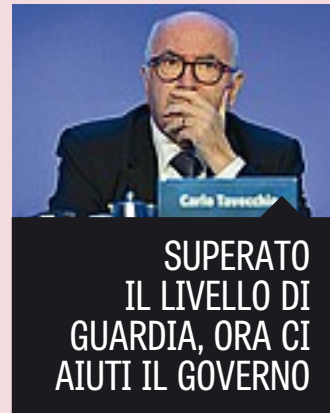 Carlo Tavecchio
SUPERATO
IL LIVELLO DI
GUARDIA, ORA CI
AIUTI IL GOVERNO